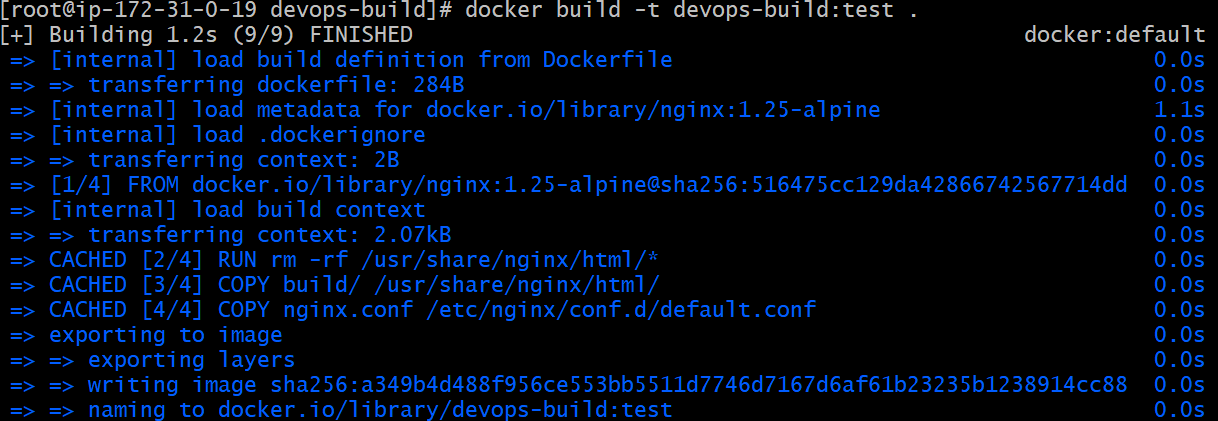 [root@ip-172-31-0-19 devops-build]# docker build -t devops-build:test .
[+] Building 1.2s (9/9) FINISHED docker:default
=> [internal] load build definition from Dockerfile 0.0s
=> => transferring dockerfile: 284B 0.0s
=> [internal] load metadata for docker.io/library/nginx:1.25-alpine 1.1s
=> [internal] load .dockerignore 0.0s
=> => transferring context: 2B 0.0s
=> [1/4] FROM docker.io/library/nginx:1.25-alpine@sha256:516475cc129da42866742567714dd 0.0s
=> [internal] load build context 0.0s
=> => transferring context: 2.07kB 0.0s
=> CACHED [2/4] RUN rm -rf /usr/share/nginx/html/* 0.0s
=> CACHED [3/4] COPY build/ /usr/share/nginx/html/ 0.0s
=> CACHED [4/4] COPY nginx.conf /etc/nginx/conf.d/default.conf 0.0s
=> exporting to image 0.0s
=> => exporting layers 0.0s
=> => writing image sha256:a349b4d488f956ce553bb5511d7746d7167d6af61b23235b1238914cc88 0.0s
=> => naming to docker.io/library/devops-build:test 0.0s